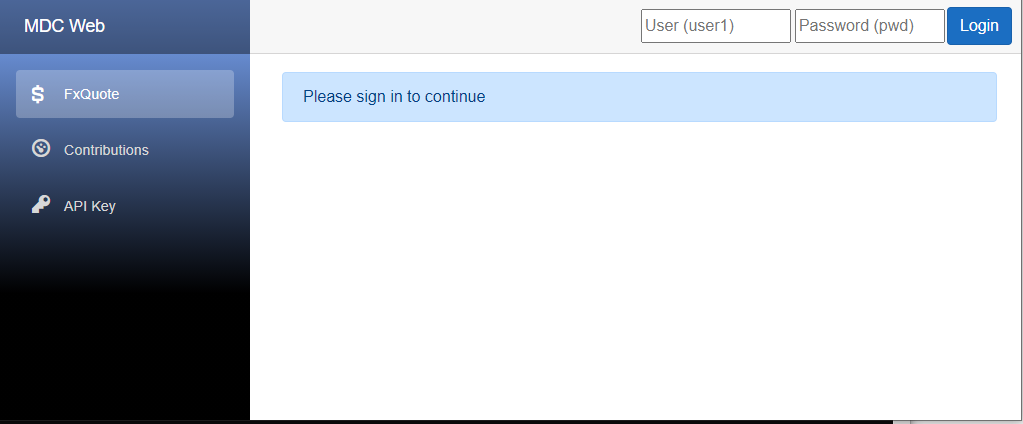 MDC Web
User (user1) Password (pwd) Login
FxQuote
Contributions
API Key
Please sign in to continue